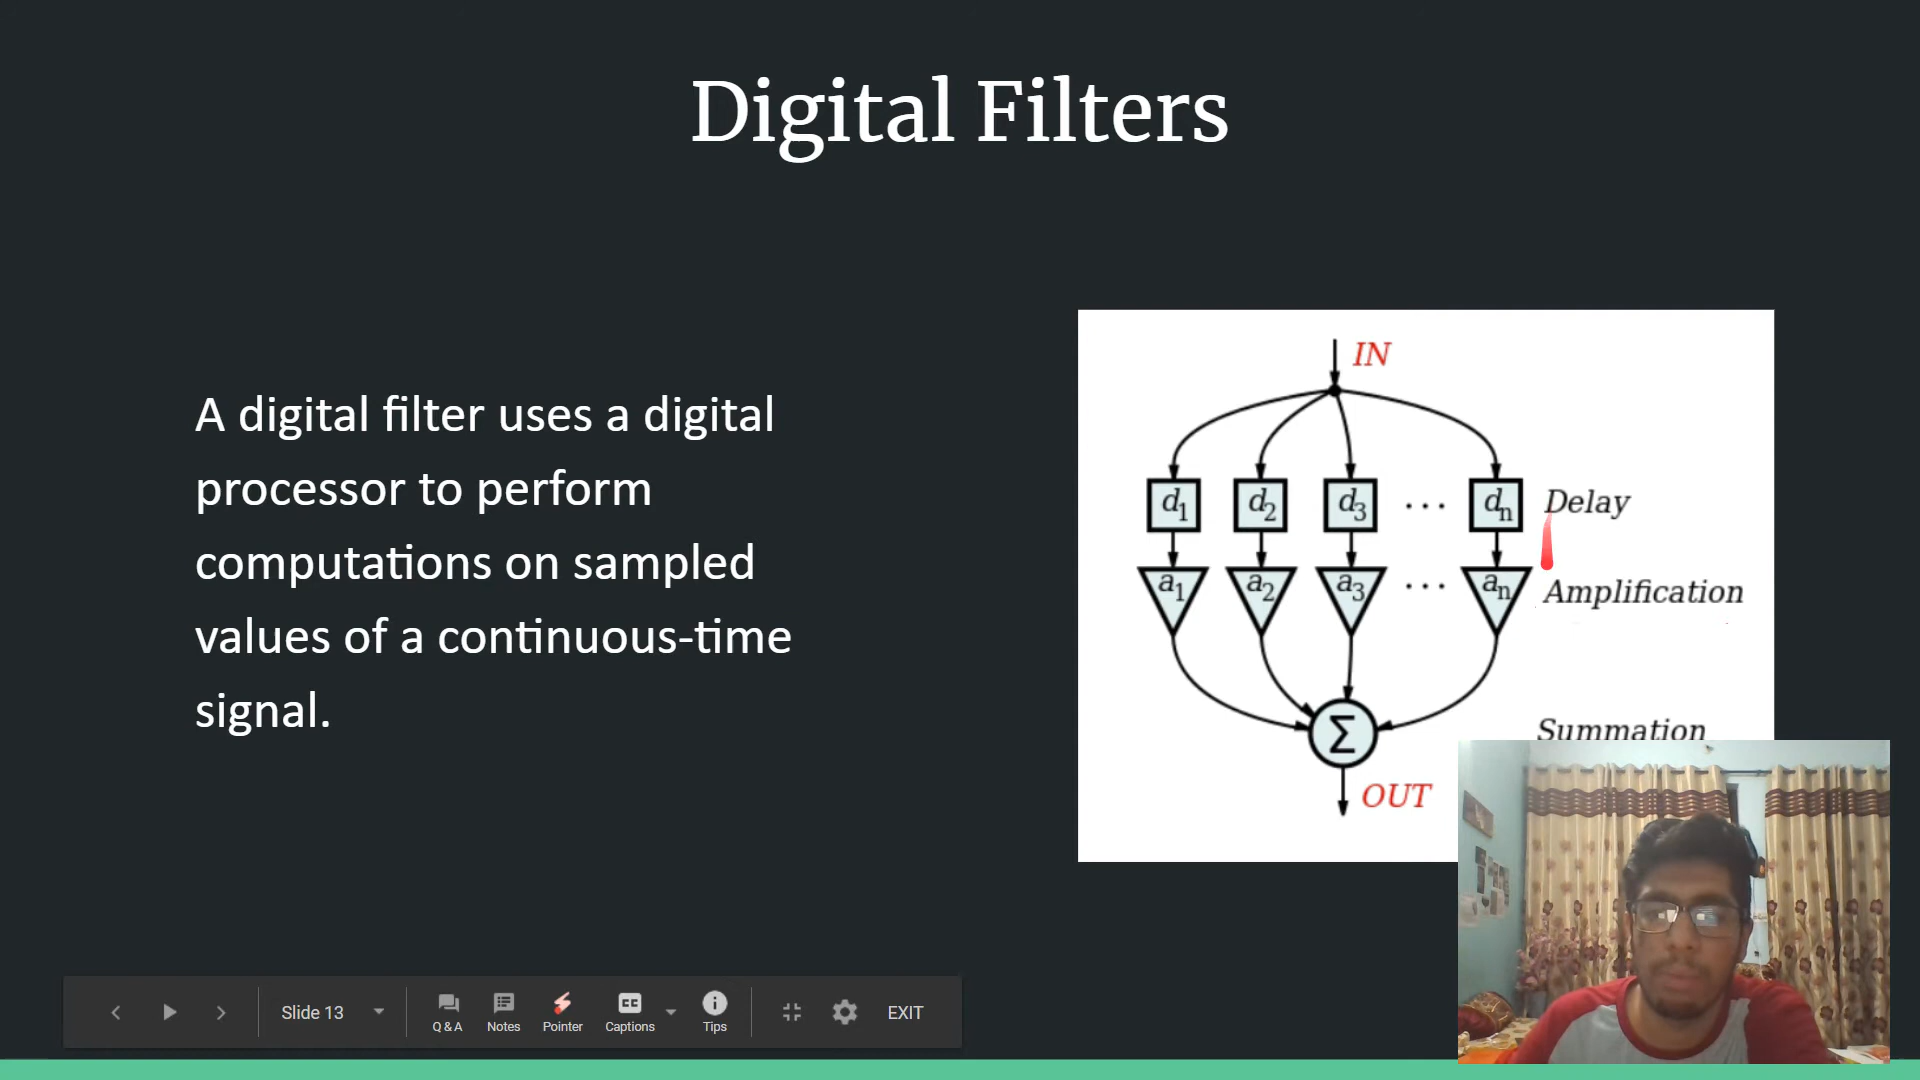 Digital Filters
A digital filter uses a digital
processor to perform
computations on sampled
values of a continuous-time
signal.
IN
d1 d2 d3 ... dn Delay
a1 a2 a3 ... an Amplification
Summation
Σ
OUT
Slide 13
Q & A Notes Pointer CC Captions Tips EXIT